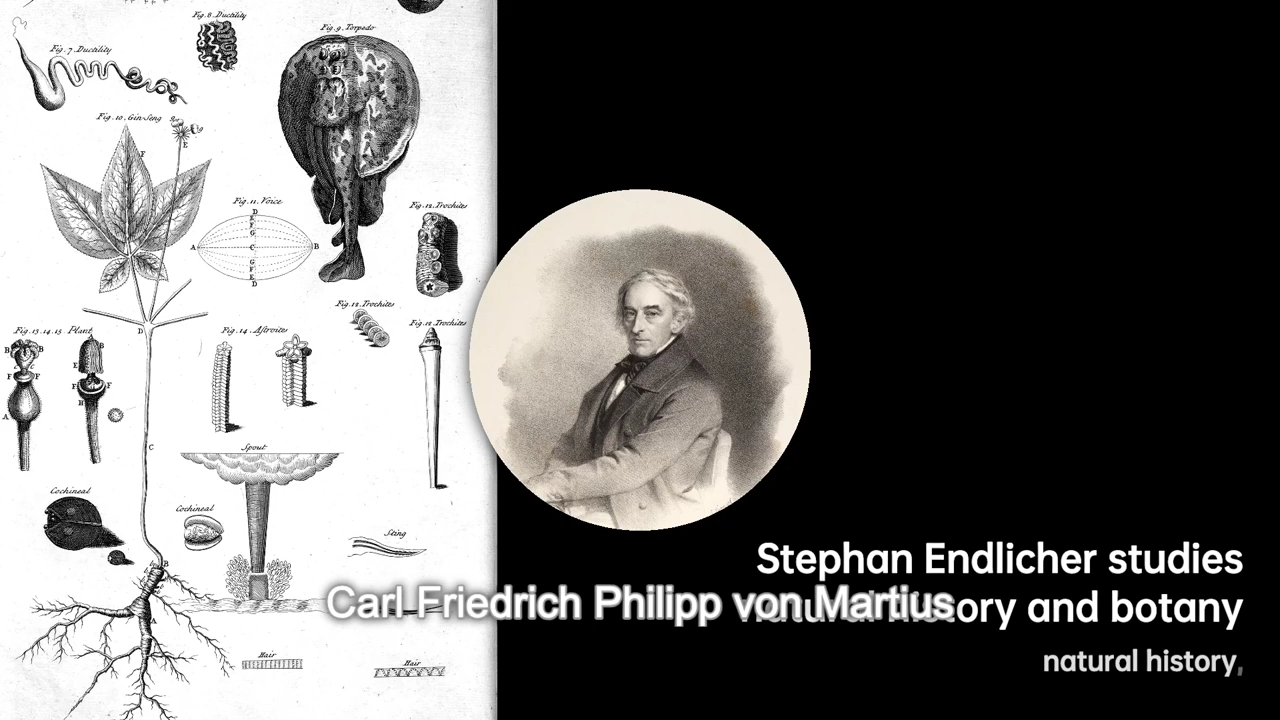 Fig. 8. Ductility
Fig. 9. Torpedo
Fig. 7. Ductility
Fig. 10. Gin-Seng
F
E
Fig. 11. Voice
Fig. 12. Trochites
D
A
C
B
G
F
E
D
Fig. 12. Trochites
Fig. 12. Trochites
D
Fig. 13. 14. 15. Plant
Fig. 14. Astroites
B
B
F
F
A
B
E
F
F
B
C
Spout
Cochineal
Cochineal
Sting
Hair
Hair
Stephan Endlicher studies
Carl Friedrich Philipp von Martius
natural history and botany
natural history,